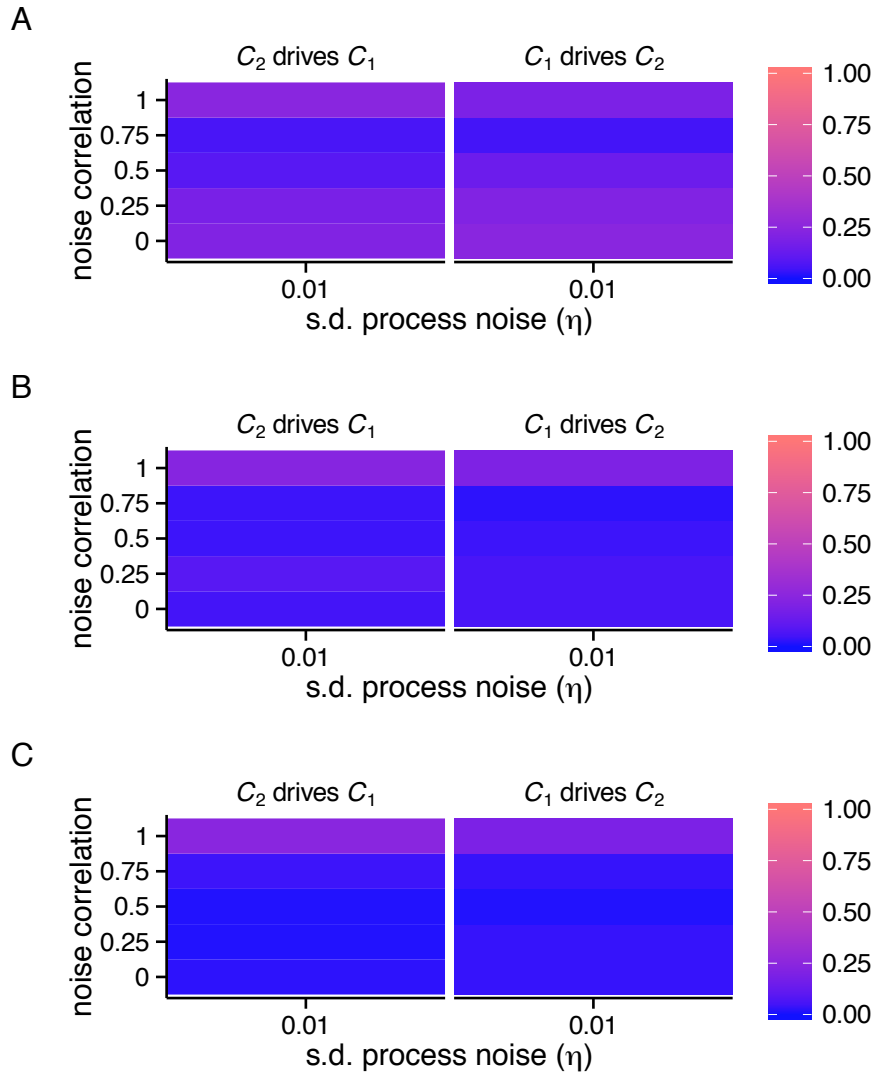 A
C₂ drives C₁ C₁ drives C₂
noise correlation
1
0.75
0.5
0.25
0
0.01 0.01
s.d. process noise (η)
1.00
0.75
0.50
0.25
0.00
B
C₂ drives C₁ C₁ drives C₂
noise correlation
1
0.75
0.5
0.25
0
0.01 0.01
s.d. process noise (η)
1.00
0.75
0.50
0.25
0.00
C
C₂ drives C₁ C₁ drives C₂
noise correlation
1
0.75
0.5
0.25
0
0.01 0.01
s.d. process noise (η)
1.00
0.75
0.50
0.25
0.00